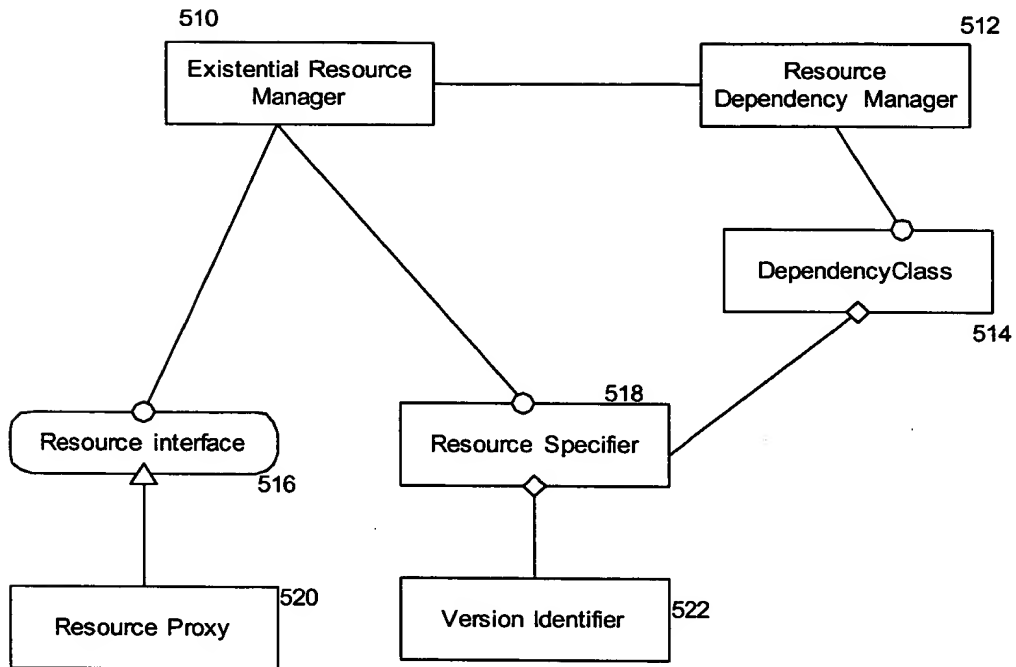 510
512
Existential Resource
Manager
Resource
Dependency Manager
DependencyClass
514
518
Resource interface
516
Resource Specifier
520
Resource Proxy
Version Identifier
522